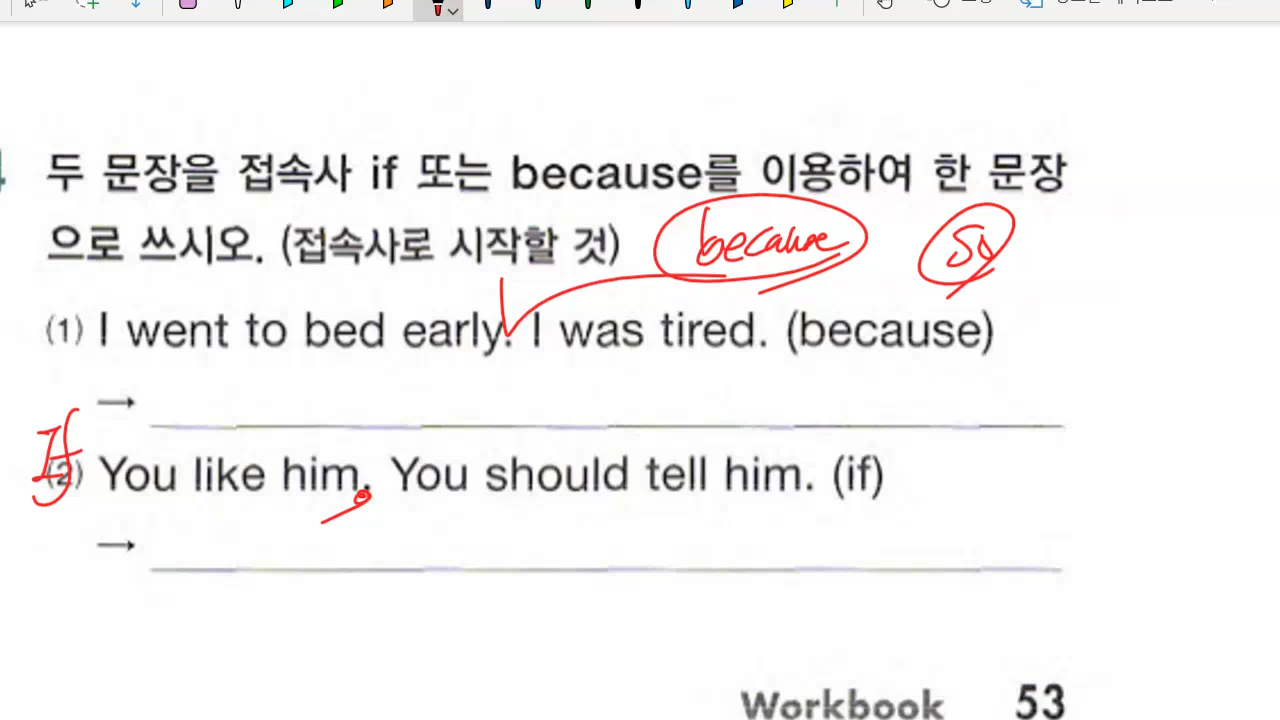 두 문장을 접속사 if 또는 because를 이용하여 한 문장
으로 쓰시오. (접속사로 시작할 것) because so
(1) I went to bed early. I was tired. (because)
→
If
(2) You like him. You should tell him. (if)
→
Workbook 53